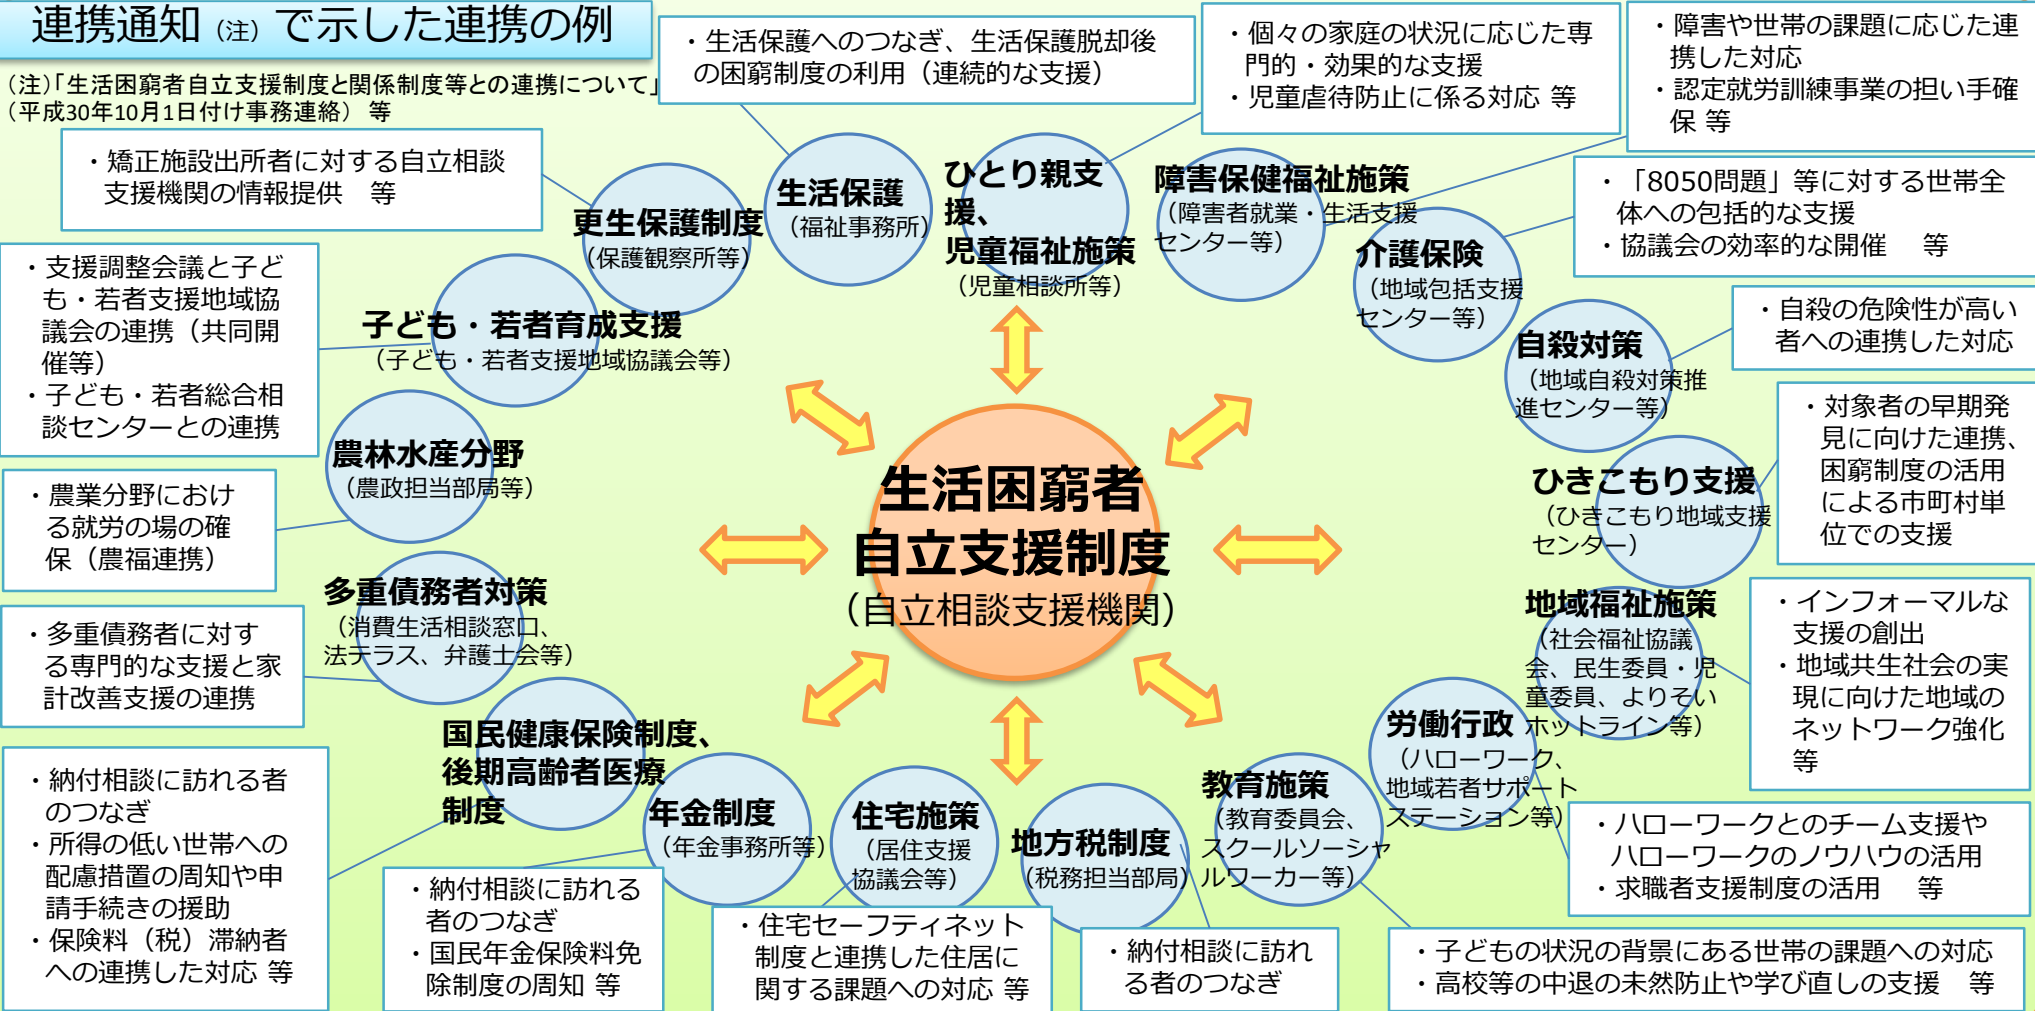 連携通知（注）で示した連携の例
（注）「生活困窮者自立支援制度と関係制度等との連携について」
（平成30年10月1日付け事務連絡） 等
・生活保護へのつなぎ、生活保護脱却後
の困窮制度の利用（連続的な支援）
・個々の家庭の状況に応じた専
門的・効果的な支援
・児童虐待防止に係る対応 等
・障害や世帯の課題に応じた連
携した対応
・認定就労訓練事業の担い手確
保 等
・矯正施設出所者に対する自立相談
支援機関の情報提供　等
・「8050問題」等に対する世帯全
体への包括的な支援
・協議会の効率的な開催　等
更生保護制度
（保護観察所等）
生活保護
（福祉事務所）
ひとり親支
援、
児童福祉施策
（児童相談所等）
障害保健福祉施策
（障害者就業・生活支援
センター等）
介護保険
（地域包括支援
センター等）
・支援調整会議と子ど
も・若者支援地域協
議会の連携（共同開
催等）
・子ども・若者総合相
談センターとの連携
子ども・若者育成支援
（子ども・若者支援地域協議会等）
自殺対策
（地域自殺対策推
進センター等）
・自殺の危険性が高い
者への連携した対応
農林水産分野
（農政担当部局等）
・農業分野におけ
る就労の場の確
保（農福連携）
生活困窮者
自立支援制度
（自立相談支援機関）
ひきこもり支援
（ひきこもり地域支援
センター）
・対象者の早期発
見に向けた連携、
困窮制度の活用
による市町村単
位での支援
多重債務者対策
（消費生活相談窓口、
法テラス、弁護士会等）
・多重債務者に対す
る専門的な支援と家
計改善支援の連携
地域福祉施策
（社会福祉協議
会、民生委員・児
童委員、よりそい
ホットライン等）
・インフォーマルな
支援の創出
・地域共生社会の実
現に向けた地域の
ネットワーク強化
等
国民健康保険制度、
後期高齢者医療
制度
・納付相談に訪れる者
のつなぎ
・所得の低い世帯への
配慮措置の周知や申
請手続きの援助
・保険料（税）滞納者
への連携した対応 等
年金制度
（年金事務所等）
・納付相談に訪れる
者のつなぎ
・国民年金保険料免
除制度の周知 等
住宅施策
（居住支援
協議会等）
・住宅セーフティネット
制度と連携した住居に
関する課題への対応 等
地方税制度
（税務担当部局）
・納付相談に訪れ
る者のつなぎ
教育施策
（教育委員会、
スクールソーシャ
ルワーカー等）
・子どもの状況の背景にある世帯の課題への対応
・高校等の中退の未然防止や学び直しの支援　等
労働行政
（ハローワーク、
地域若者サポート
ステーション等）
・ハローワークとのチーム支援や
ハローワークのノウハウの活用
・求職者支援制度の活用　等